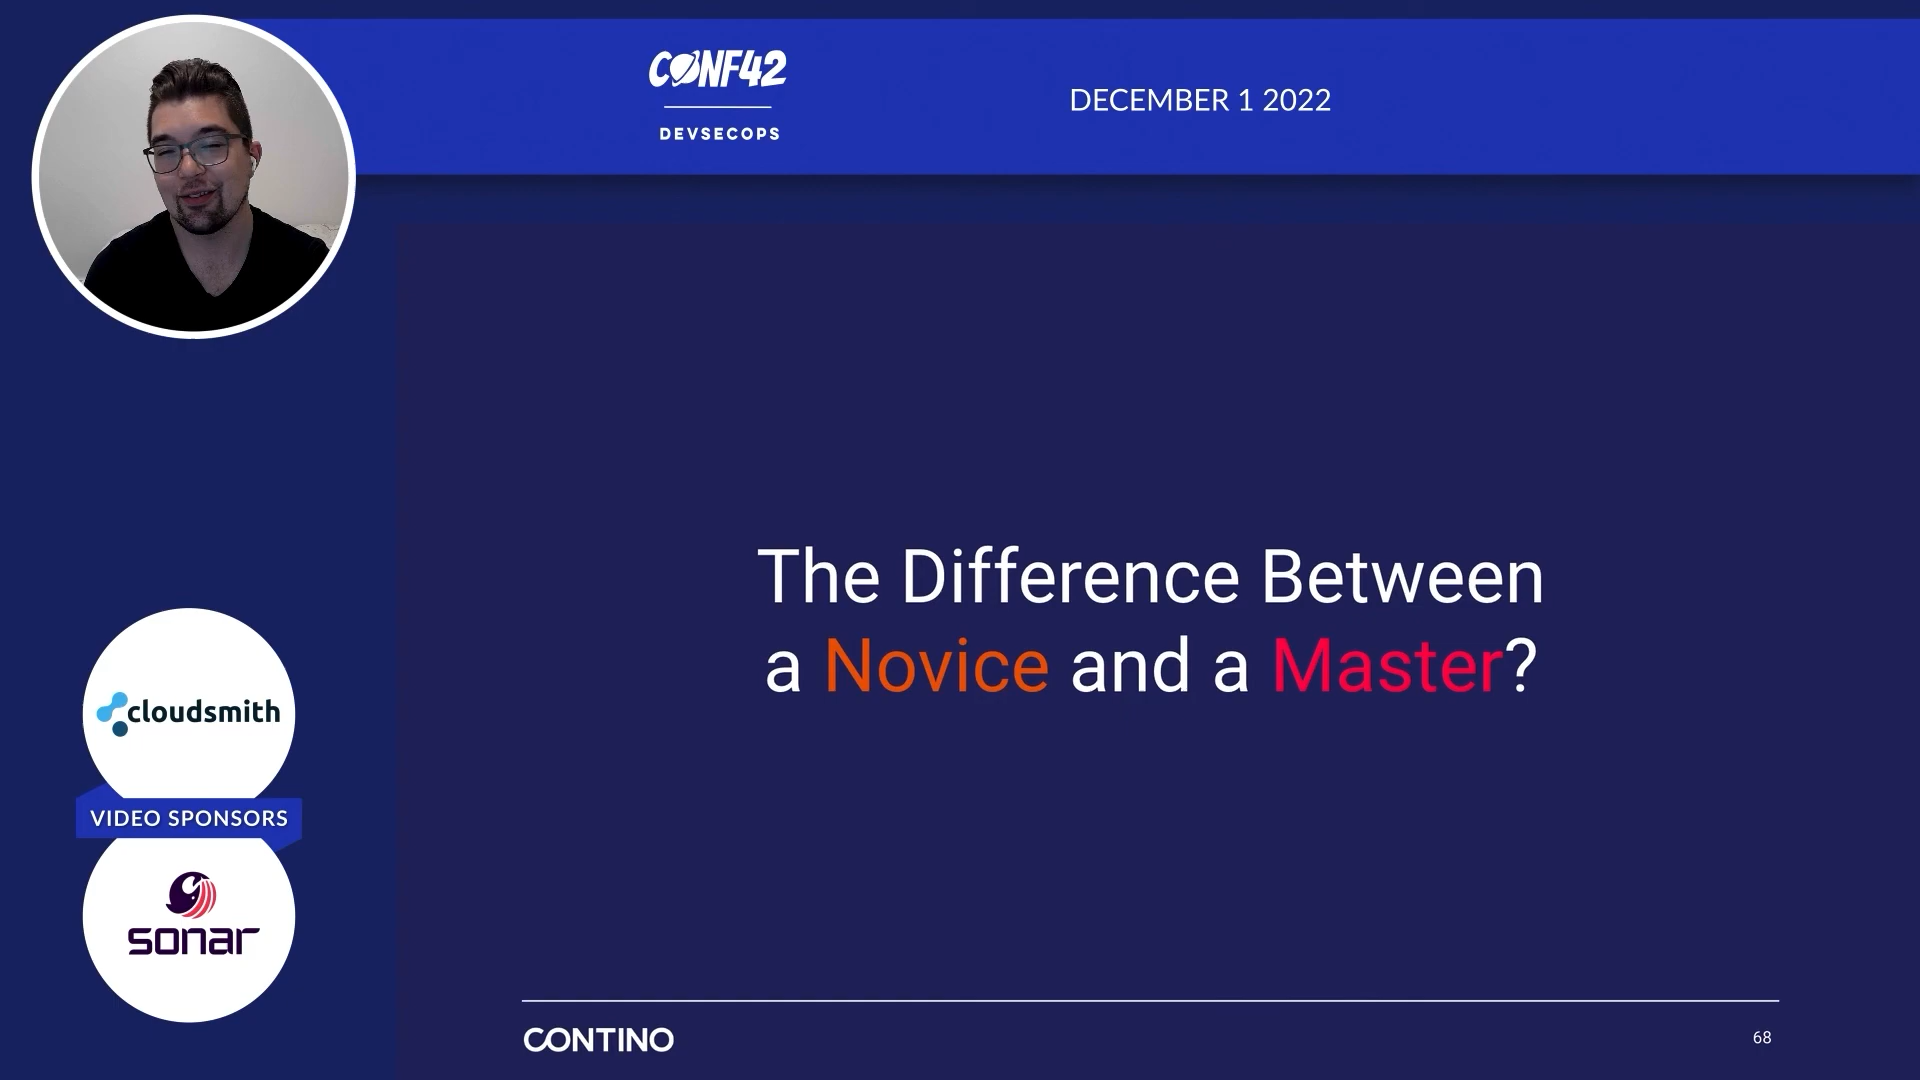 CONF42
DEVSECOPS
DECEMBER 1 2022
The Difference Between
a Novice and a Master?
cloudsmith
VIDEO SPONSORS
sonar
CONTINO
68